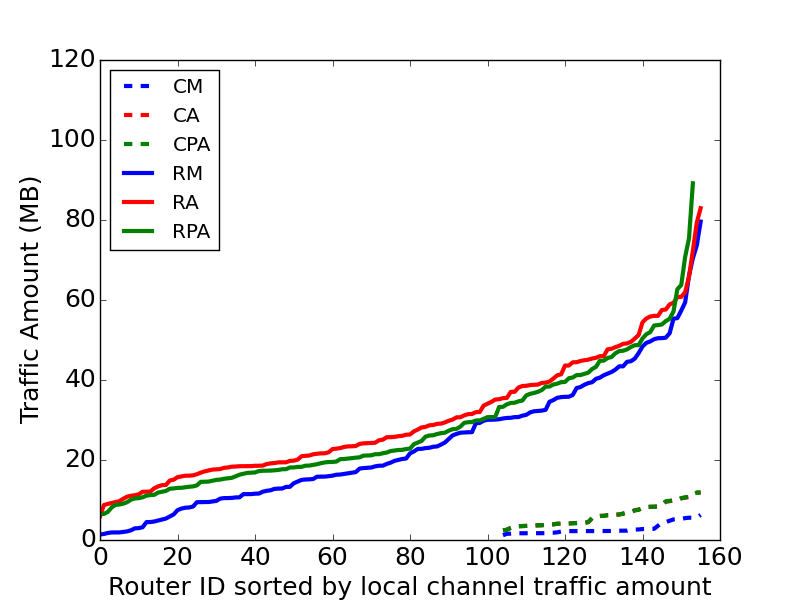 120
100
80
60
40
20
0
Traffic Amount (MB)
CM
CA
CPA
RM
RA
RPA
0 20 40 60 80 100 120 140 160
Router ID sorted by local channel traffic amount